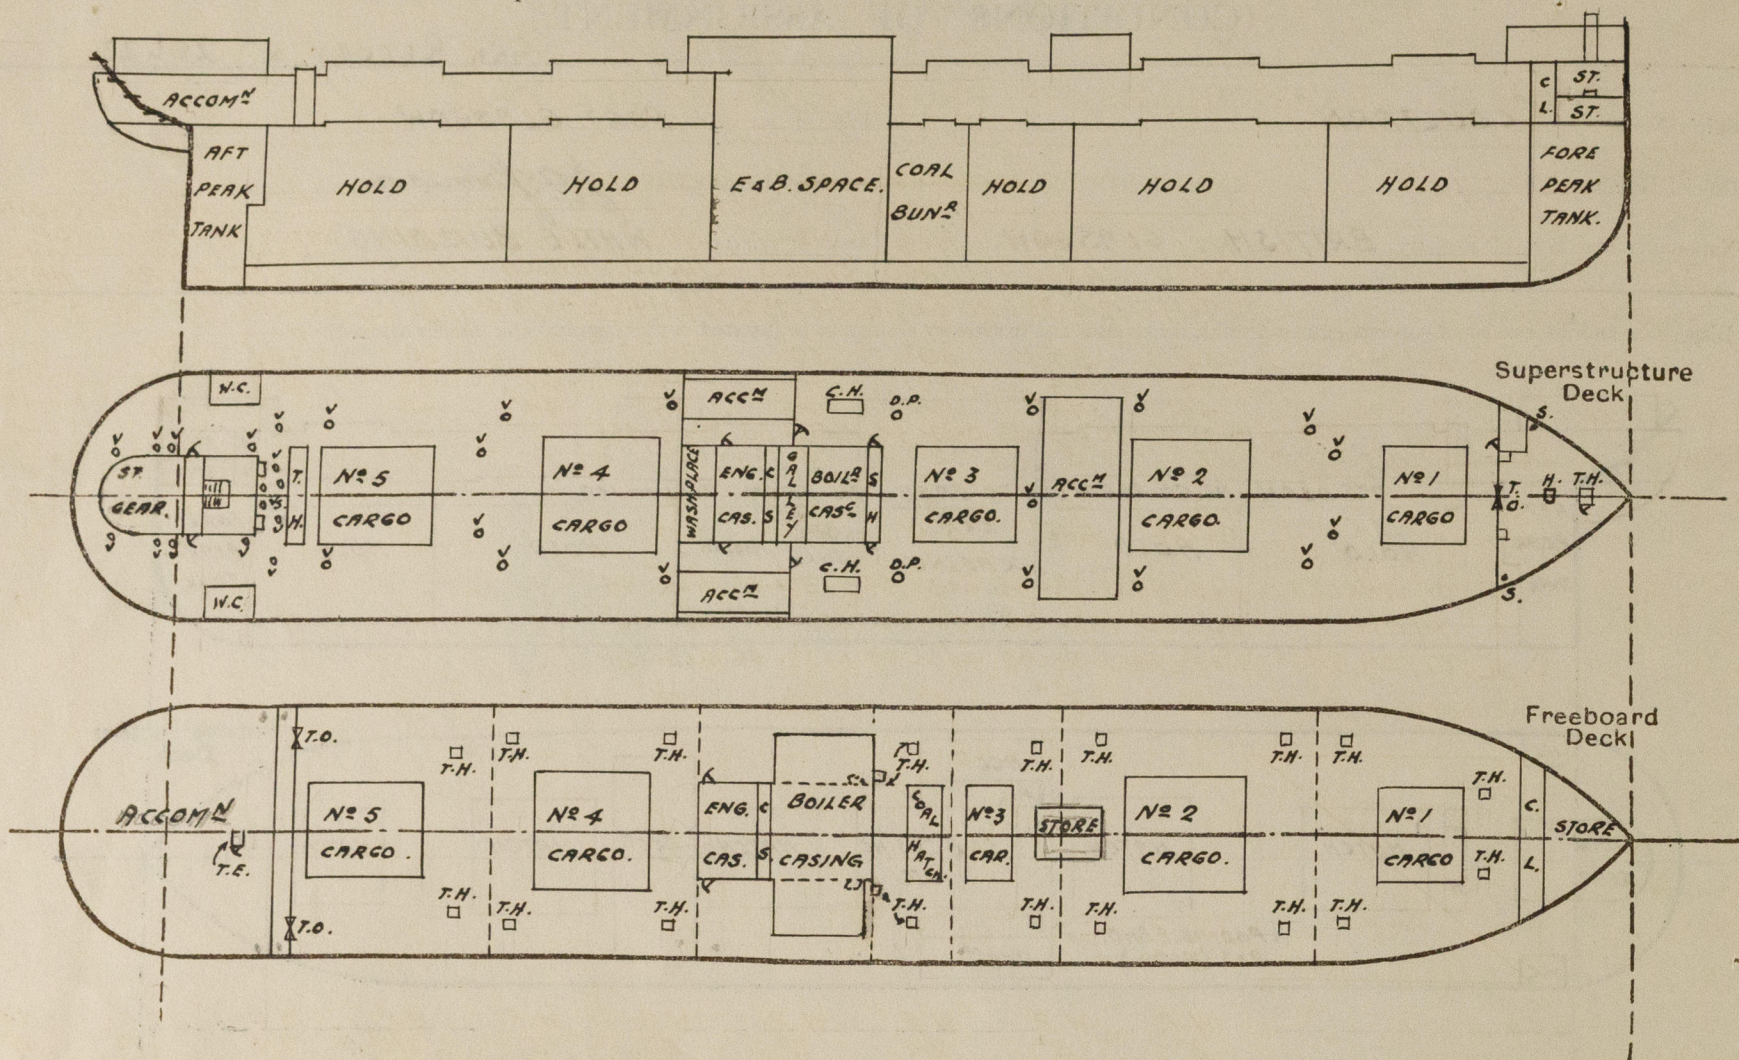 ACCOMN
C
L.
ST.
ST.
AFT
PEAK
TANK
HOLD
HOLD
E&B. SPACE.
COAL
BUNR
HOLD
HOLD
HOLD
FORE
PEAK
TANK.
Superstructure
Deck
W.C.
ACCM
C.H.
D.P.
S.
ST.
GEAR.
T.
H.
No 5
CARGO
No 4
CARGO
WASHPLACE
ENG.
CAS.
C
S
GALLEY
BOILR
CASG
S
H
No 3
CARGO.
ACCM
No 2
CARGO.
No 1
CARGO
T.
O.
H.
T.H.
W.C.
ACCM
C.H.
D.P.
S.
Freeboard
Deck
T.O.
T.H.
T.H.
T.H.
T.H.
T.H.
T.H.
T.H.
T.H.
T.H.
ACCOMN
T.E.
No 5
CARGO.
No 4
CARGO.
ENG.
CAS.
C
S.
BOILER
CASING
COAL
HATCH.
No 3
CAR.
STORE
No 2
CARGO.
No 1
CARGO
C.
L.
STORE
T.H.
T.O.
T.H.
T.H.
T.H.
T.H.
T.H.
T.H.
T.H.
T.H.